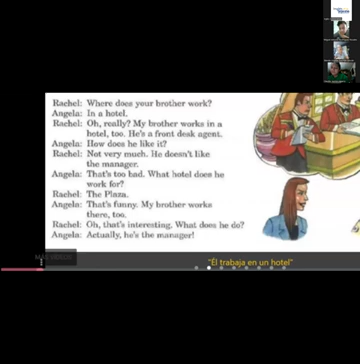 Rachel: Where does your brother work?
Angela: In a hotel.
Rachel: Oh, really? My brother works in a
hotel, too. He's a front desk agent.
Angela: How does he like it?
Rachel: Not very much. He doesn't like
the manager.
Angela: That's too bad. What hotel does he
work for?
Rachel: The Plaza.
Angela: That's funny. My brother works
there, too.
Rachel: Oh, that's interesting. What does he do?
Angela: Actually, he's the manager!
MÁS VÍDEOS
"Él trabaja en un hotel"